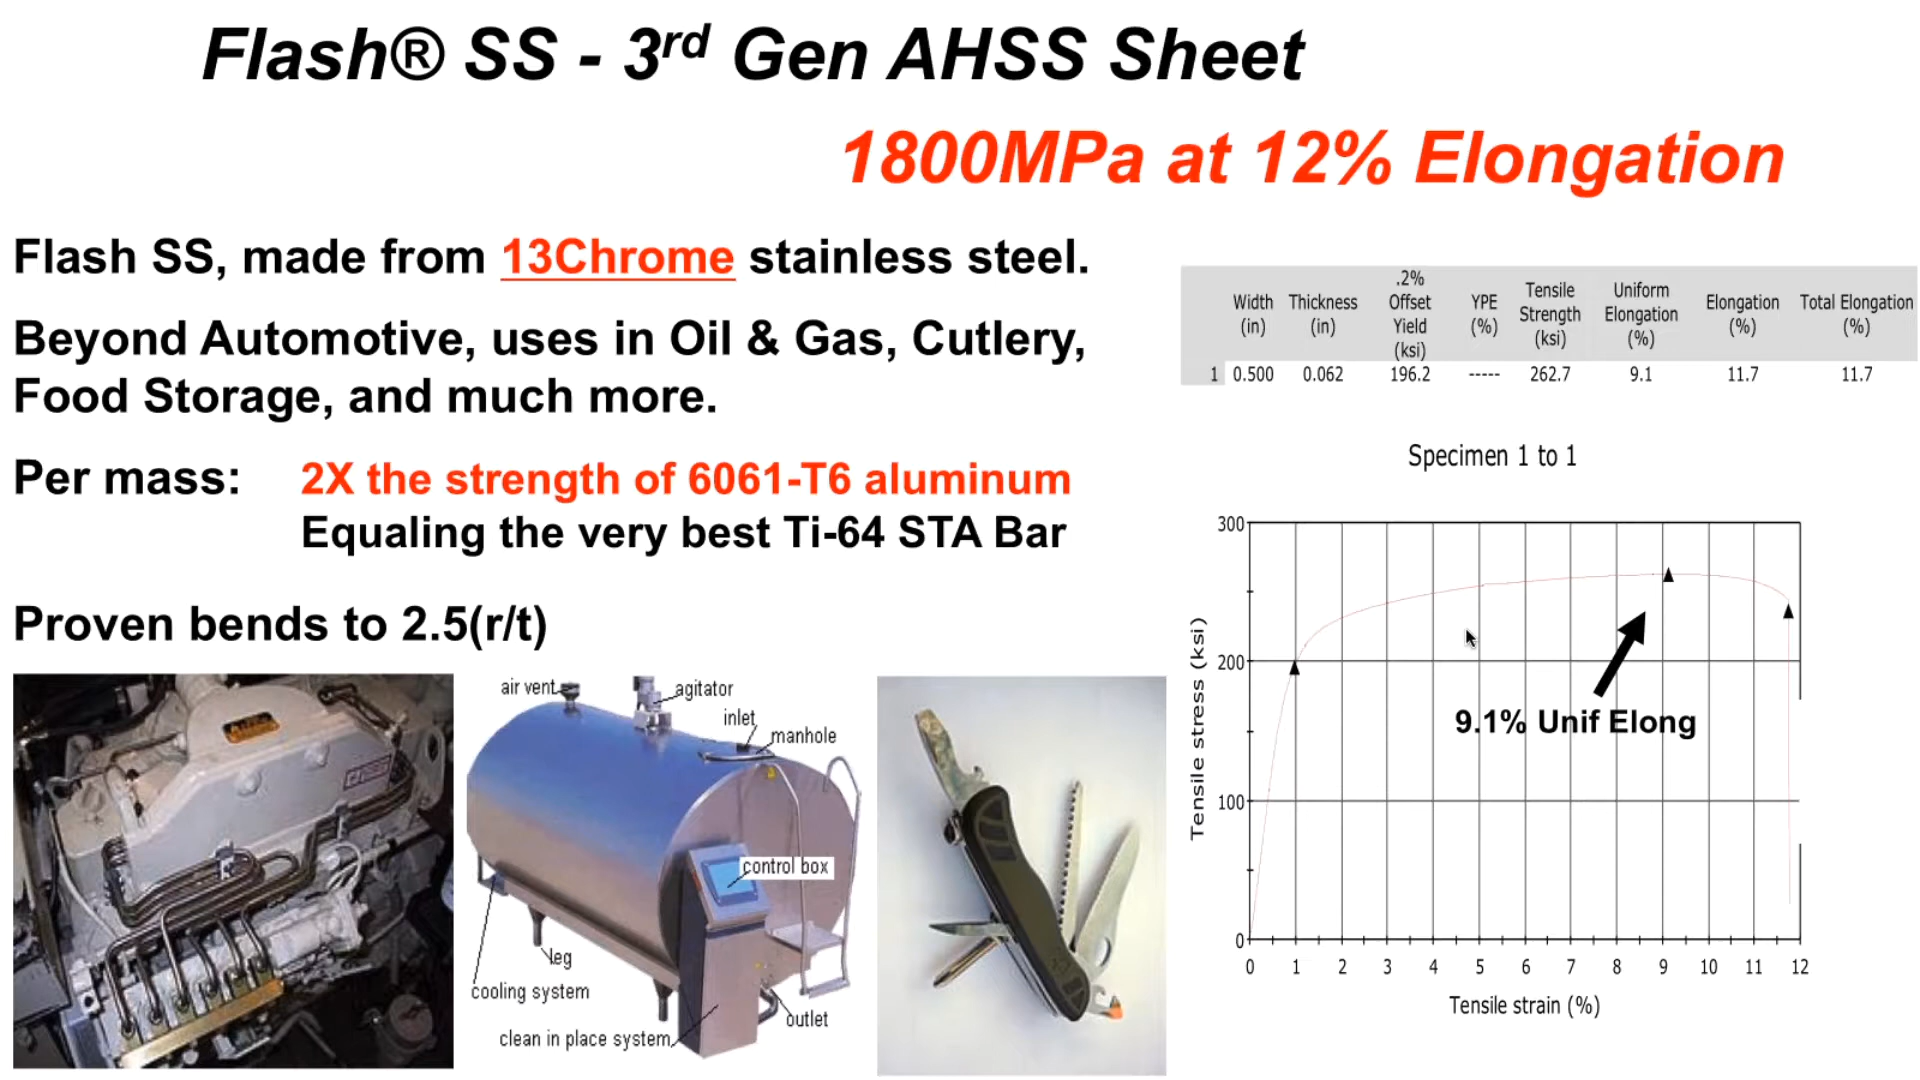 Flash® SS - 3rd Gen AHSS Sheet
1800MPa at 12% Elongation
Flash SS, made from 13Chrome stainless steel.
Beyond Automotive, uses in Oil & Gas, Cutlery,
Food Storage, and much more.
Per mass: 2X the strength of 6061-T6 aluminum
Equaling the very best Ti-64 STA Bar
Proven bends to 2.5(r/t)
air vent
agitator
inlet
manhole
control box
leg
cooling system
outlet
clean in place system
Width (in) Thickness (in) .2% Offset Yield (ksi) YPE (%) Tensile Strength (ksi) Uniform Elongation (%) Elongation (%) Total Elongation (%)
1 0.500 0.062 196.2 ----- 262.7 9.1 11.7 11.7
Specimen 1 to 1
Tensile stress (ksi)
300
200
100
0
9.1% Unif Elong
0 1 2 3 4 5 6 7 8 9 10 11 12
Tensile strain (%)